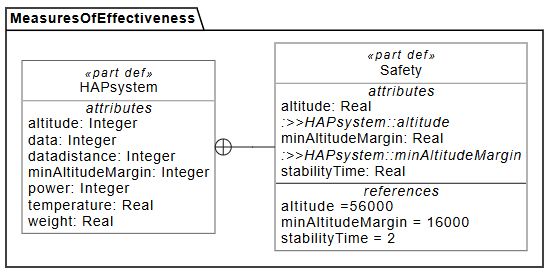 MeasuresOfEffectiveness
«part def»
HAPsystem
attributes
altitude: Integer
data: Integer
datadistance: Integer
minAltitudeMargin: Integer
power: Integer
temperature: Real
weight: Real
«part def»
Safety
attributes
altitude: Real
:>>HAPsystem::altitude
minAltitudeMargin: Real
:>>HAPsystem::minAltitudeMargin
stabilityTime: Real
references
altitude =56000
minAltitudeMargin = 16000
stabilityTime = 2